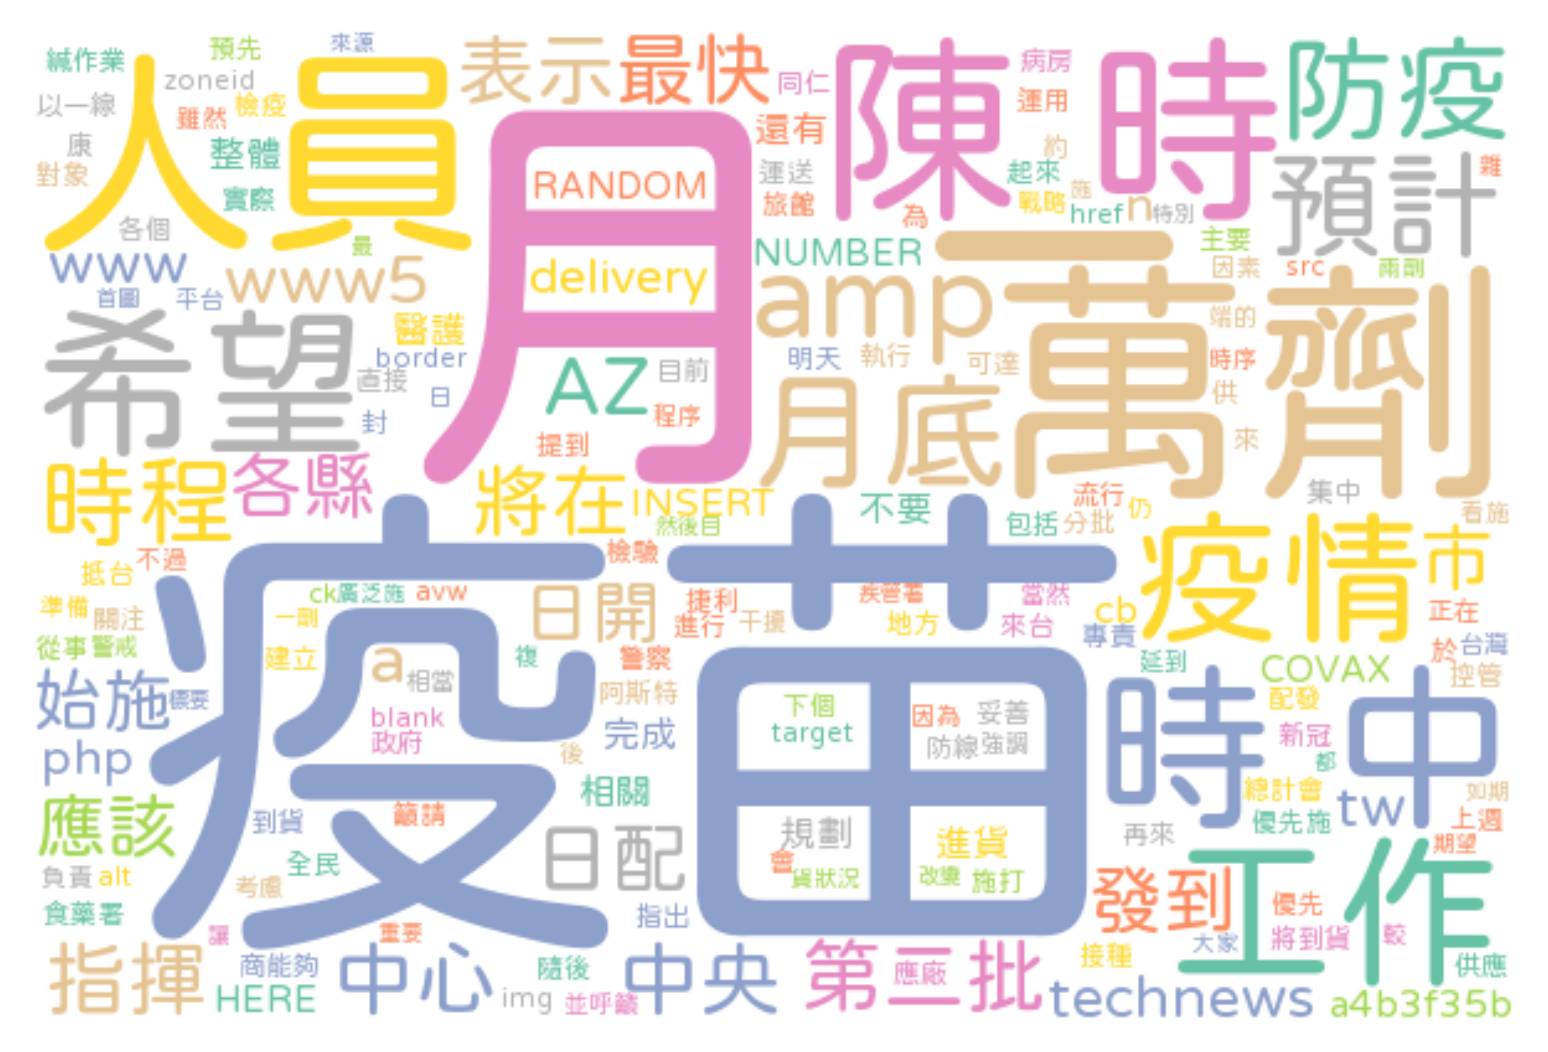 緘作業 預先 來源 表示 最快 同仁 陳 時 病房 防疫
zoneid 人員 以一線 雖然 檢疫 還有 運用
康 整體 月 RANDOM 運送 起來 約 預計 雖
對象 實際 旅館 為 戰略 施 href n 特別
各個 最 www www5 delivery NUMBER 一 主要
首圖 平台 醫護 amp 萬 劑 因素 src 兩劑
希望 border 直接 日 封 AZ 目前 明天 執行 可達 端的 時序 供
提到 程序 月底 來
時程 各縣 將在 INSERT 然後目 不要 包括 流行 分批 仍 集中 看施
抵台 不過 疫苗 檢驗 疫情 市
準備 關注 ck 廣泛施 avw 一劑 日開 捷利 進行 干擾 疾管署 地方 當然 來台 cb 專責 正在
從事 警戒 建立 a 相當 複 警察 延到 COVAX 於 台灣 控管
始施 標要 blank 政府 阿斯特 完成 後 下個 target 因為 妥善 防線 強調 時 中 配發 新冠 都
php 相關 總計會 tw 如期
應該 到貨 籲請 日配 規劃 會 進貨 貨狀況 改變 施打 再來 優先施 上週 期望
負責 alt 全民 考慮 發到 工作 優先
食藥署 讓 重要 指出 大家 將到貨 較
指揮 商能夠 中心 隨後 中央 第二批 應廠 接種 供應
HERE img 並呼籲 technews a4b3f35b